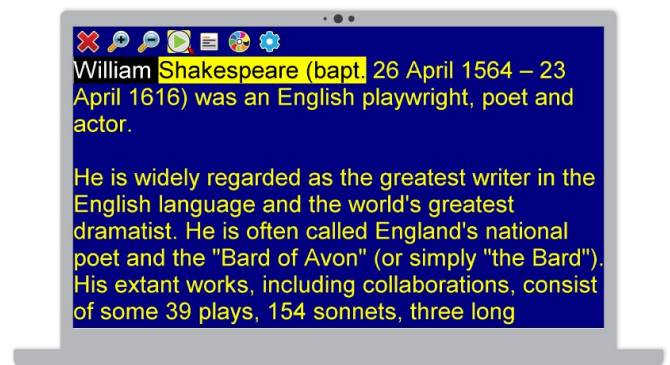 William Shakespeare (bapt. 26 April 1564 – 23
April 1616) was an English playwright, poet and
actor.
He is widely regarded as the greatest writer in the
English language and the world's greatest
dramatist. He is often called England's national
poet and the "Bard of Avon" (or simply "the Bard").
His extant works, including collaborations, consist
of some 39 plays, 154 sonnets, three long